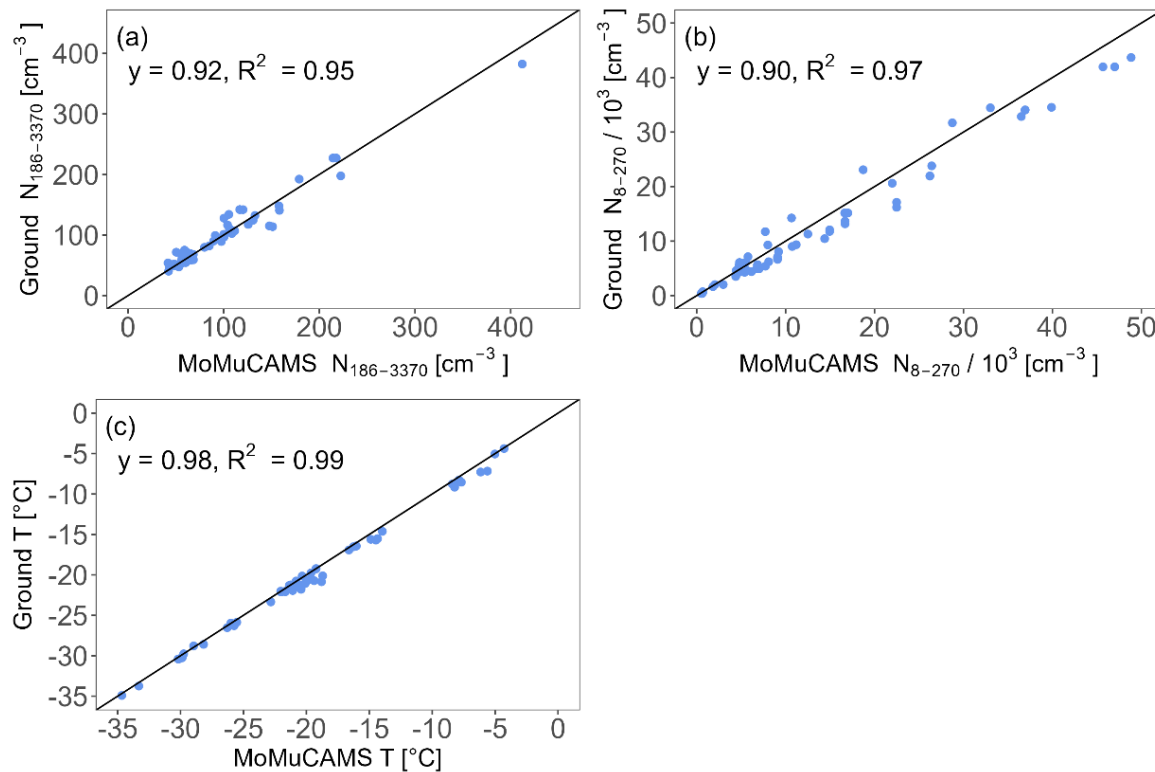 (a)
y = 0.92, R² = 0.95
Ground N₁₈₆₋₃₃₇₀ [cm⁻³]
400
300
200
100
0
0 100 200 300 400
MoMuCAMS N₁₈₆₋₃₃₇₀ [cm⁻³]
(b)
y = 0.90, R² = 0.97
Ground N₈₋₂₇₀ / 10³ [cm⁻³]
50
40
30
20
10
0
0 10 20 30 40 50
MoMuCAMS N₈₋₂₇₀ / 10³ [cm⁻³]
(c)
y = 0.98, R² = 0.99
Ground T [°C]
0
-5
-10
-15
-20
-25
-30
-35
-35 -30 -25 -20 -15 -10 -5 0
MoMuCAMS T [°C]